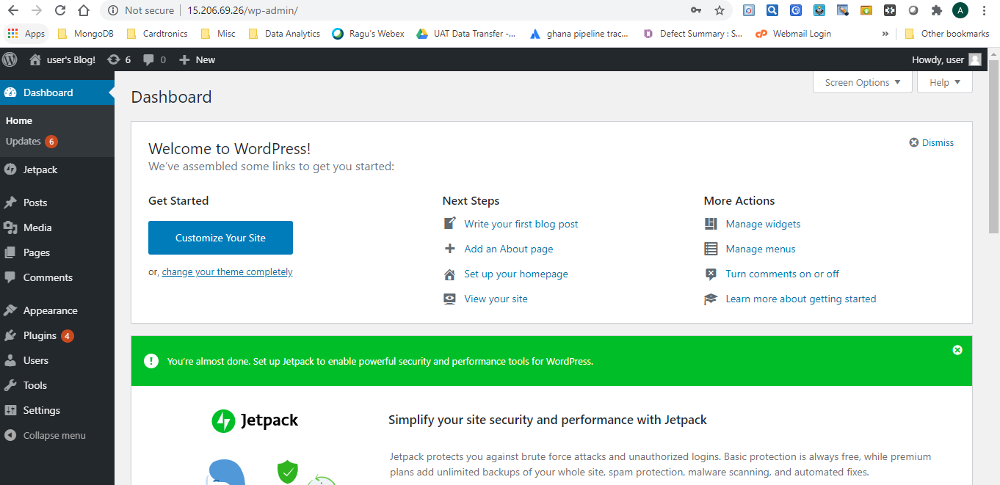 Not secure 15.206.69.26/wp-admin/ A
Apps MongoDB Cardtronics Misc Data Analytics Ragu's Webex UAT Data Transfer -... ghana pipeline trac... Defect Summary : S... cP Webmail Login » Other bookmarks
user's Blog! 6 0 New Howdy, user
Screen Options Help
Dashboard
Home
Updates 6
Jetpack
Posts
Media
Pages
Comments
Appearance
Plugins 4
Users
Tools
Settings
Collapse menu
Dashboard
Welcome to WordPress!
We've assembled some links to get you started:
Dismiss
Get Started
Customize Your Site
or, change your theme completely
Next Steps
Write your first blog post
Add an About page
Set up your homepage
View your site
More Actions
Manage widgets
Manage menus
Turn comments on or off
Learn more about getting started
You're almost done. Set up Jetpack to enable powerful security and performance tools for WordPress.
Jetpack
Simplify your site security and performance with Jetpack
Jetpack protects you against brute force attacks and unauthorized logins. Basic protection is always free, while premium
plans add unlimited backups of your whole site, spam protection, malware scanning, and automated fixes.